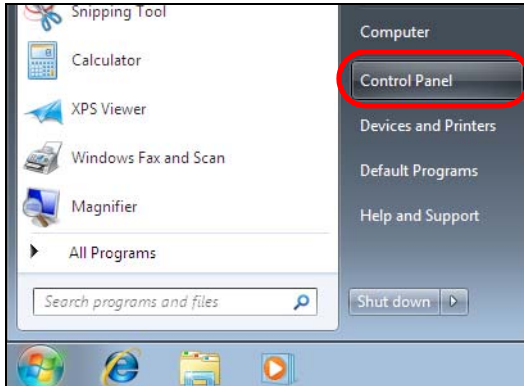 Snipping Tool
Calculator
XPS Viewer
Windows Fax and Scan
Magnifier
All Programs
Search programs and files
Computer
Control Panel
Devices and Printers
Default Programs
Help and Support
Shut down